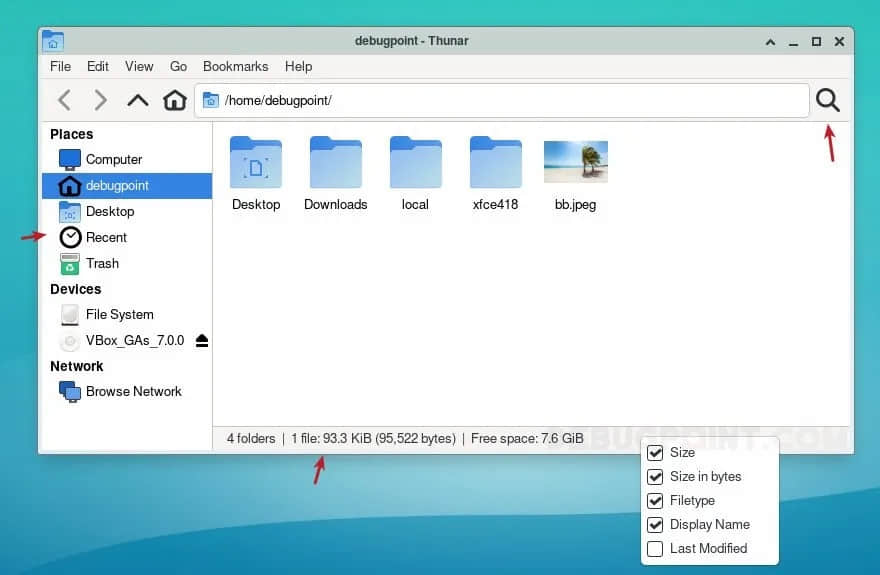 debugpoint - Thunar
File Edit View Go Bookmarks Help
/home/debugpoint/
Places
Computer
debugpoint
Desktop
Recent
Trash
Devices
File System
VBox_GAs_7.0.0
Network
Browse Network
Desktop Downloads local xfce418 bb.jpeg
4 folders | 1 file: 93.3 KiB (95,522 bytes) | Free space: 7.6 GiB
DEBUGPOINT.COM
Size
Size in bytes
Filetype
Display Name
Last Modified